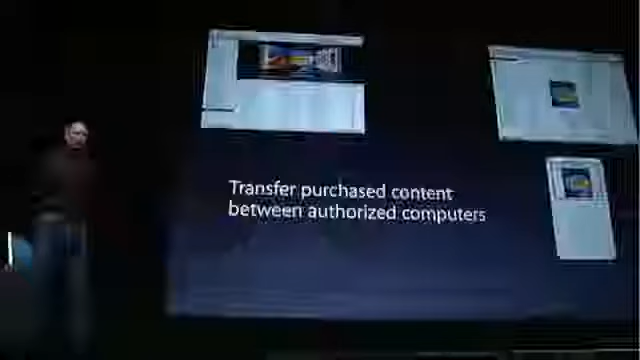 Transfer purchased content
between authorized computers